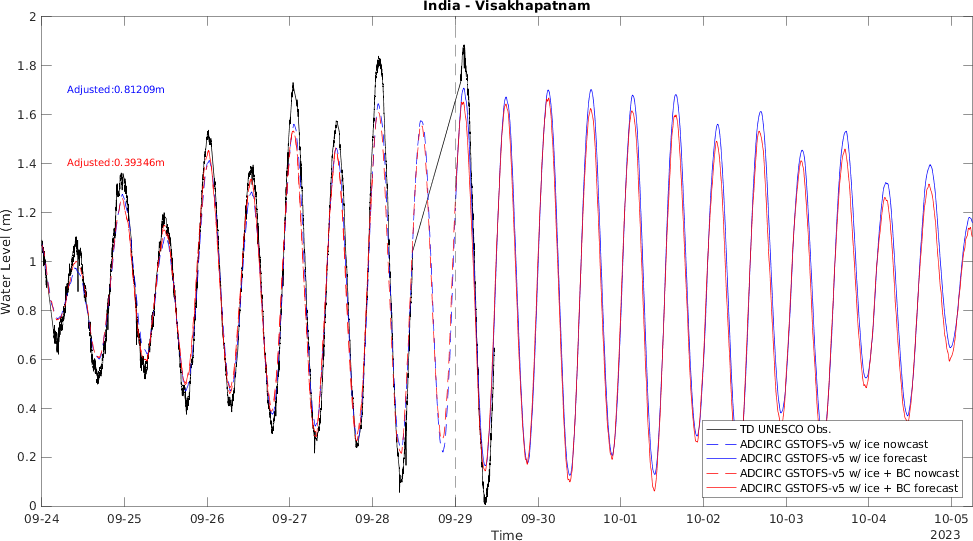 India - Visakhapatnam
2
1.8
1.6
1.4
1.2
1
0.8
0.6
0.4
0.2
0
Water Level (m)
Adjusted:0.81209m
Adjusted:0.39346m
TD UNESCO Obs.
ADCIRC GSTOFS-v5 w/ ice nowcast
ADCIRC GSTOFS-v5 w/ ice forecast
ADCIRC GSTOFS-v5 w/ ice + BC nowcast
ADCIRC GSTOFS-v5 w/ ice + BC forecast
09-24 09-25 09-26 09-27 09-28 09-29 09-30 10-01 10-02 10-03 10-04 10-05
2023
Time